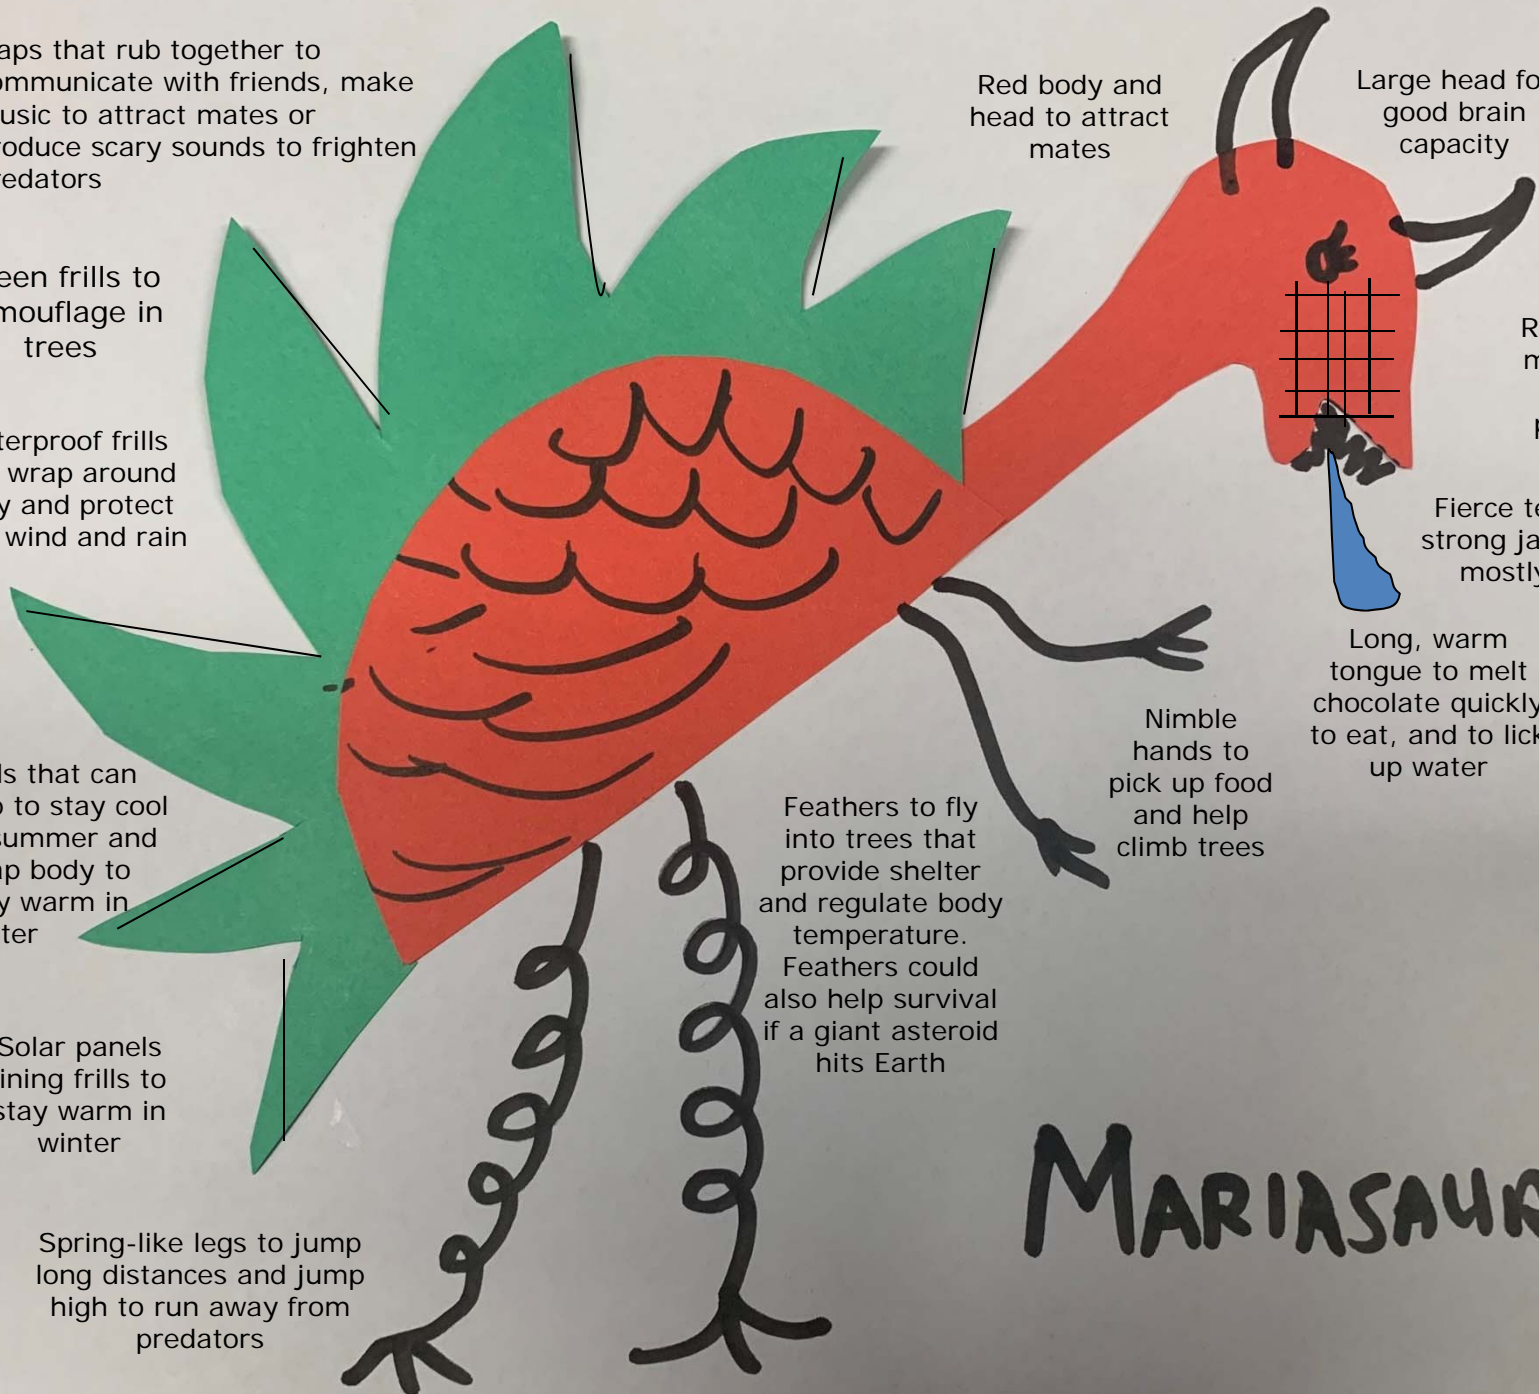 aps that rub together to
ommunicate with friends, make
usic to attract mates or
roduce scary sounds to frighten
redators
Red body and
head to attract
mates
Large head fo
good brain
capacity
een frills to
mouflage in
trees
R
m
p
terproof frills
wrap around
y and protect
wind and rain
Fierce te
strong ja
mostly
Long, warm
tongue to melt
chocolate quickly
to eat, and to lick
up water
Nimble
hands to
pick up food
and help
climb trees
ls that can
p to stay cool
summer and
ap body to
y warm in
ter
Feathers to fly
into trees that
provide shelter
and regulate body
temperature.
Feathers could
also help survival
if a giant asteroid
hits Earth
Solar panels
ining frills to
stay warm in
winter
Spring-like legs to jump
long distances and jump
high to run away from
predators
MARIASAUR